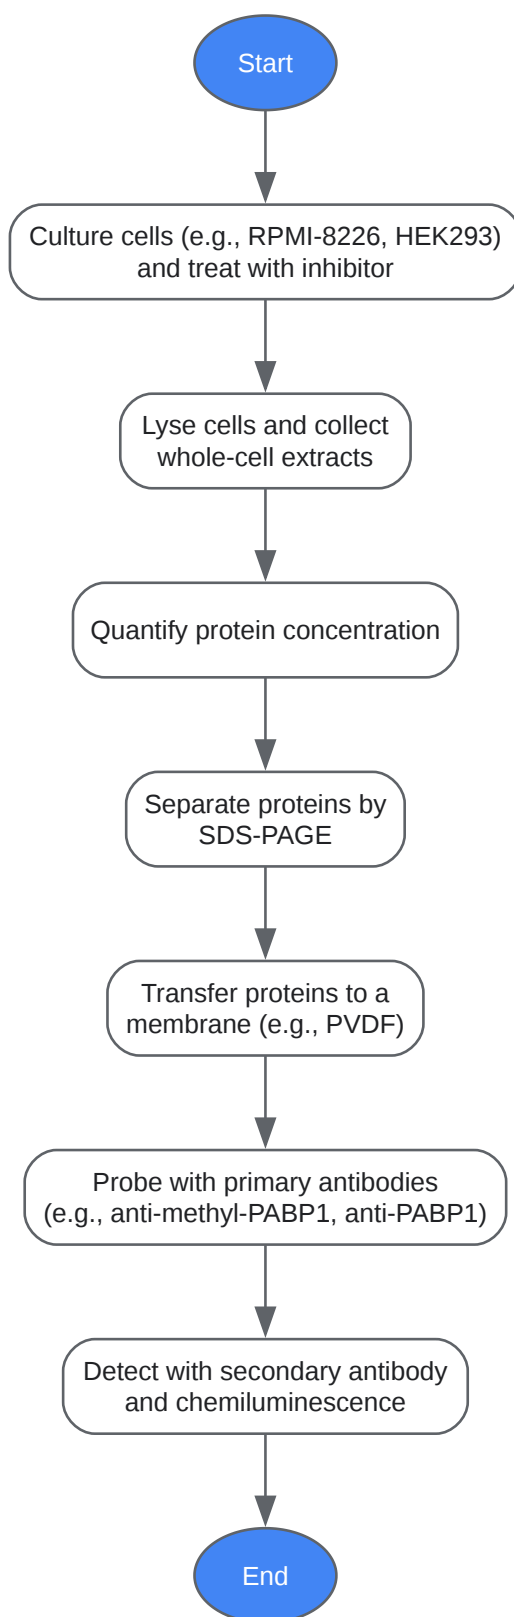 Start
Culture cells (e.g., RPMI-8226, HEK293)
and treat with inhibitor
Lyse cells and collect
whole-cell extracts
Quantify protein concentration
Separate proteins by
SDS-PAGE
Transfer proteins to a
membrane (e.g., PVDF)
Probe with primary antibodies
(e.g., anti-methyl-PABP1, anti-PABP1)
Detect with secondary antibody
and chemiluminescence
End